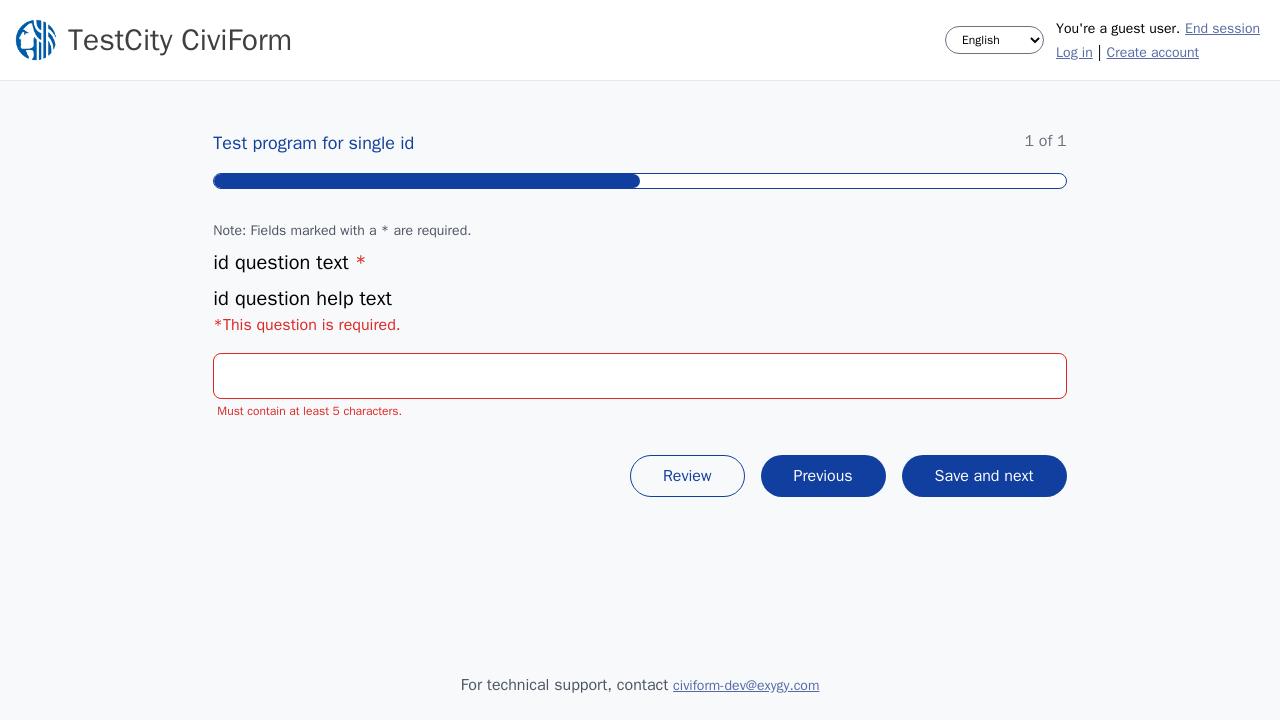 TestCity CiviForm
English
You're a guest user. End session
Log in | Create account
Test program for single id
1 of 1
Note: Fields marked with a * are required.
id question text *
id question help text
*This question is required.
Must contain at least 5 characters.
Review
Previous
Save and next
For technical support, contact civiform-dev@exygy.com